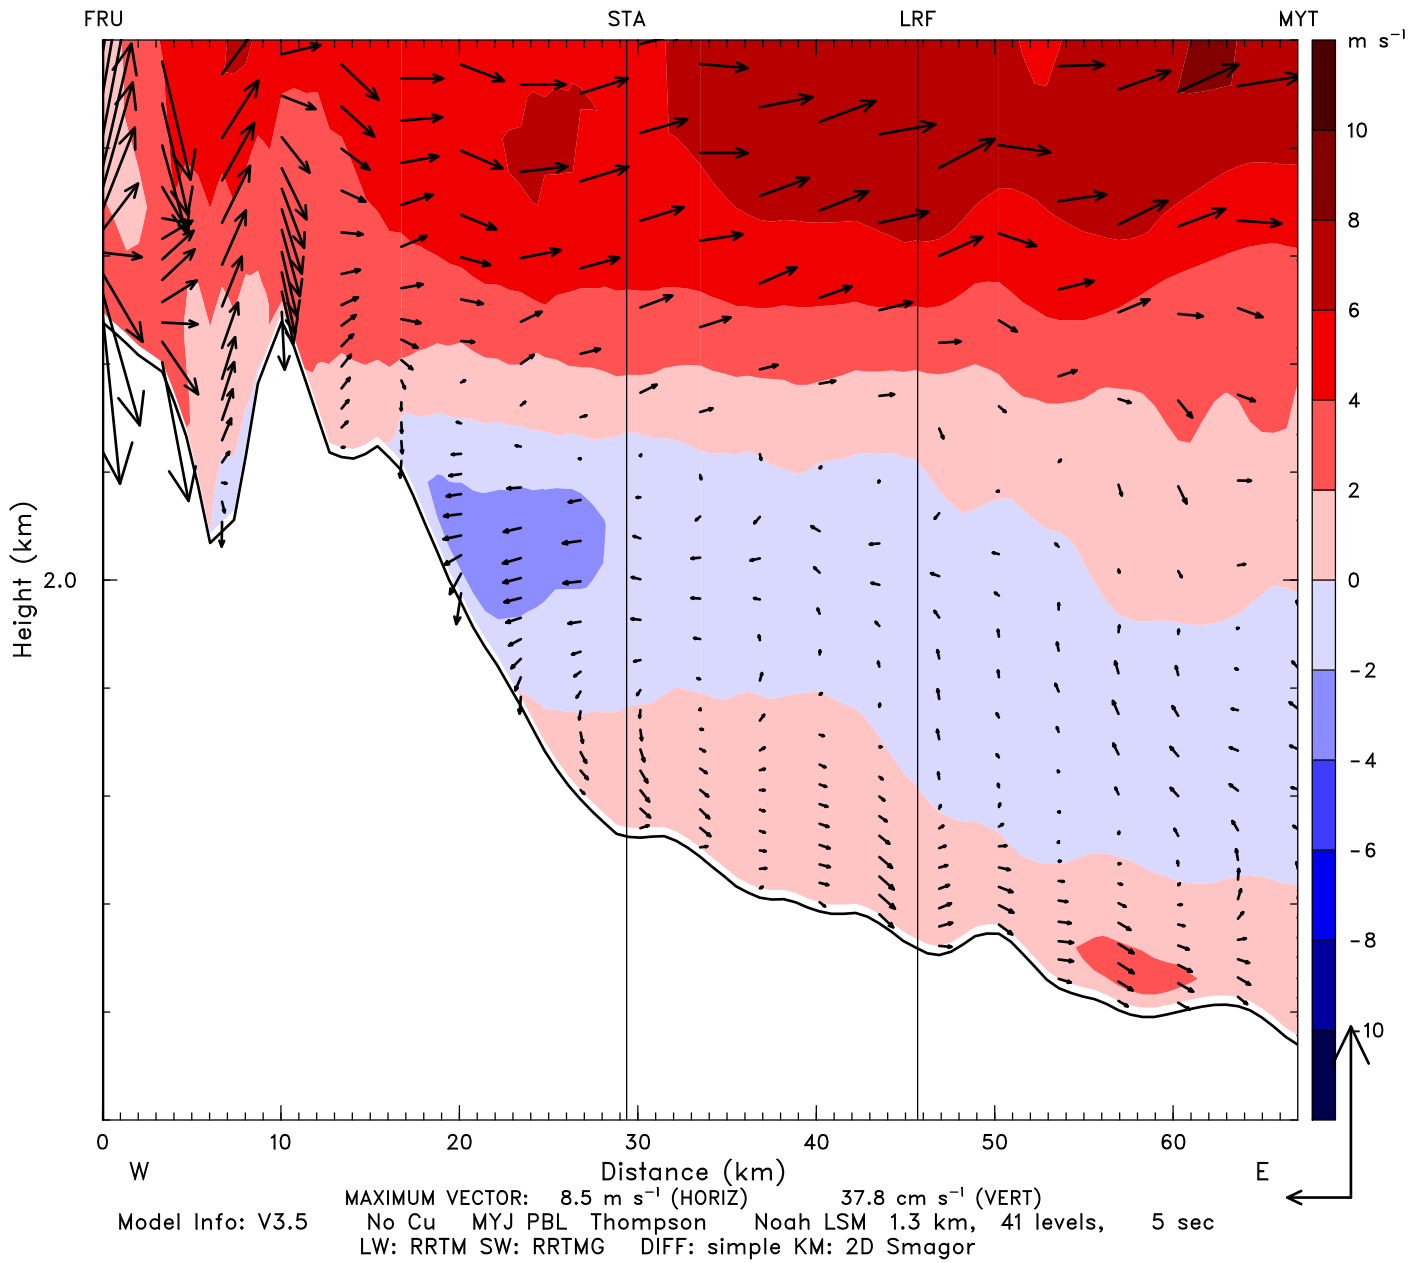 FRU STA LRF MYT
m s⁻¹
10
8
6
4
2
0
-2
-4
-6
-8
-10
Height (km)
2.0
0 10 20 30 40 50 60
W Distance (km) E
MAXIMUM VECTOR: 8.5 m s⁻¹ (HORIZ) 37.8 cm s⁻¹ (VERT)
Model Info: V3.5 No Cu MYJ PBL Thompson Noah LSM 1.3 km, 41 levels, 5 sec
LW: RRTM SW: RRTMG DIFF: simple KM: 2D Smagor